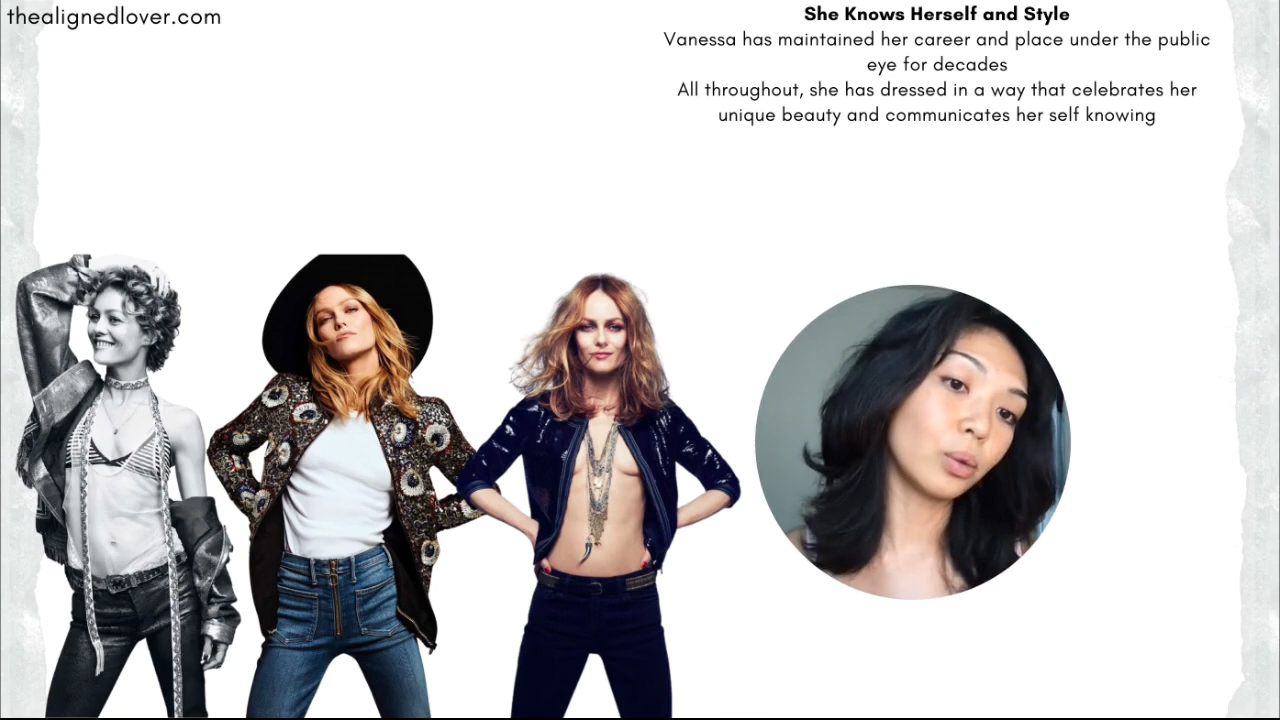 thealignedlover.com
She Knows Herself and Style
Vanessa has maintained her career and place under the public
eye for decades
All throughout, she has dressed in a way that celebrates her
unique beauty and communicates her self knowing